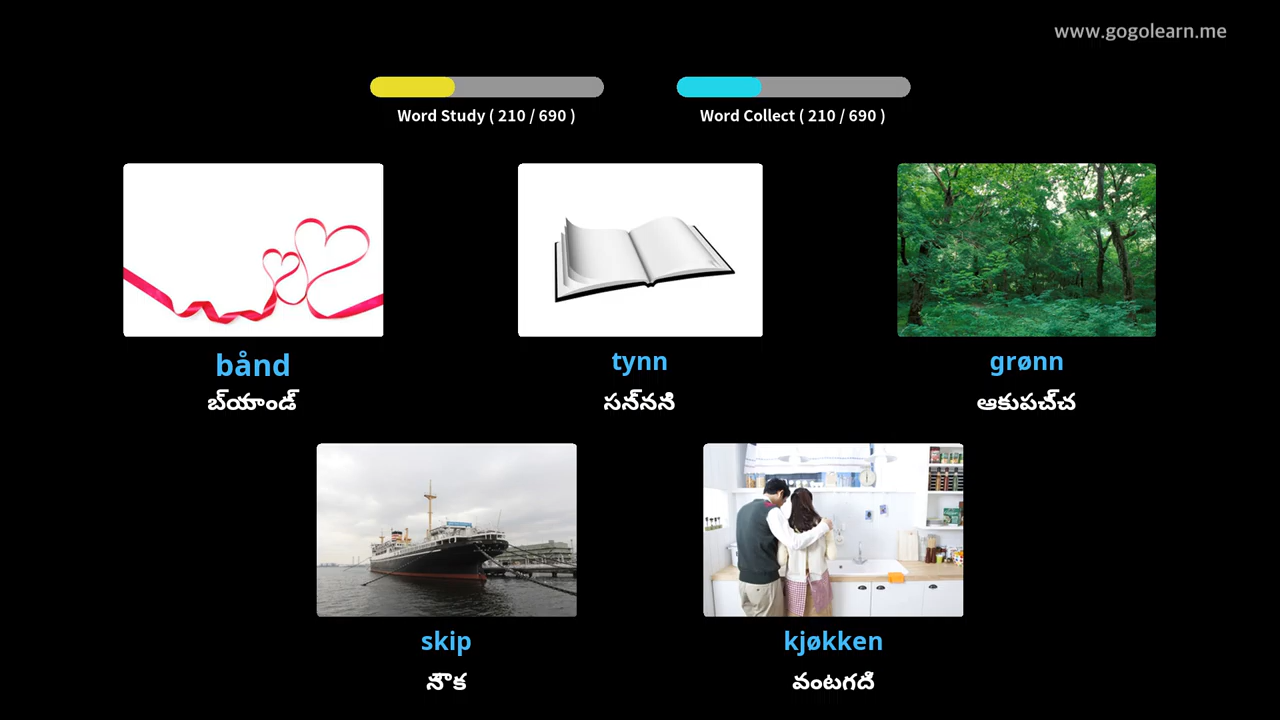 www.gogolearn.me
Word Study ( 210 / 690 )
Word Collect ( 210 / 690 )
bånd
బ్యాండ్
tynn
సన్నని
grønn
ఆకుపచ్చ
skip
నౌక
kjøkken
వంటగది